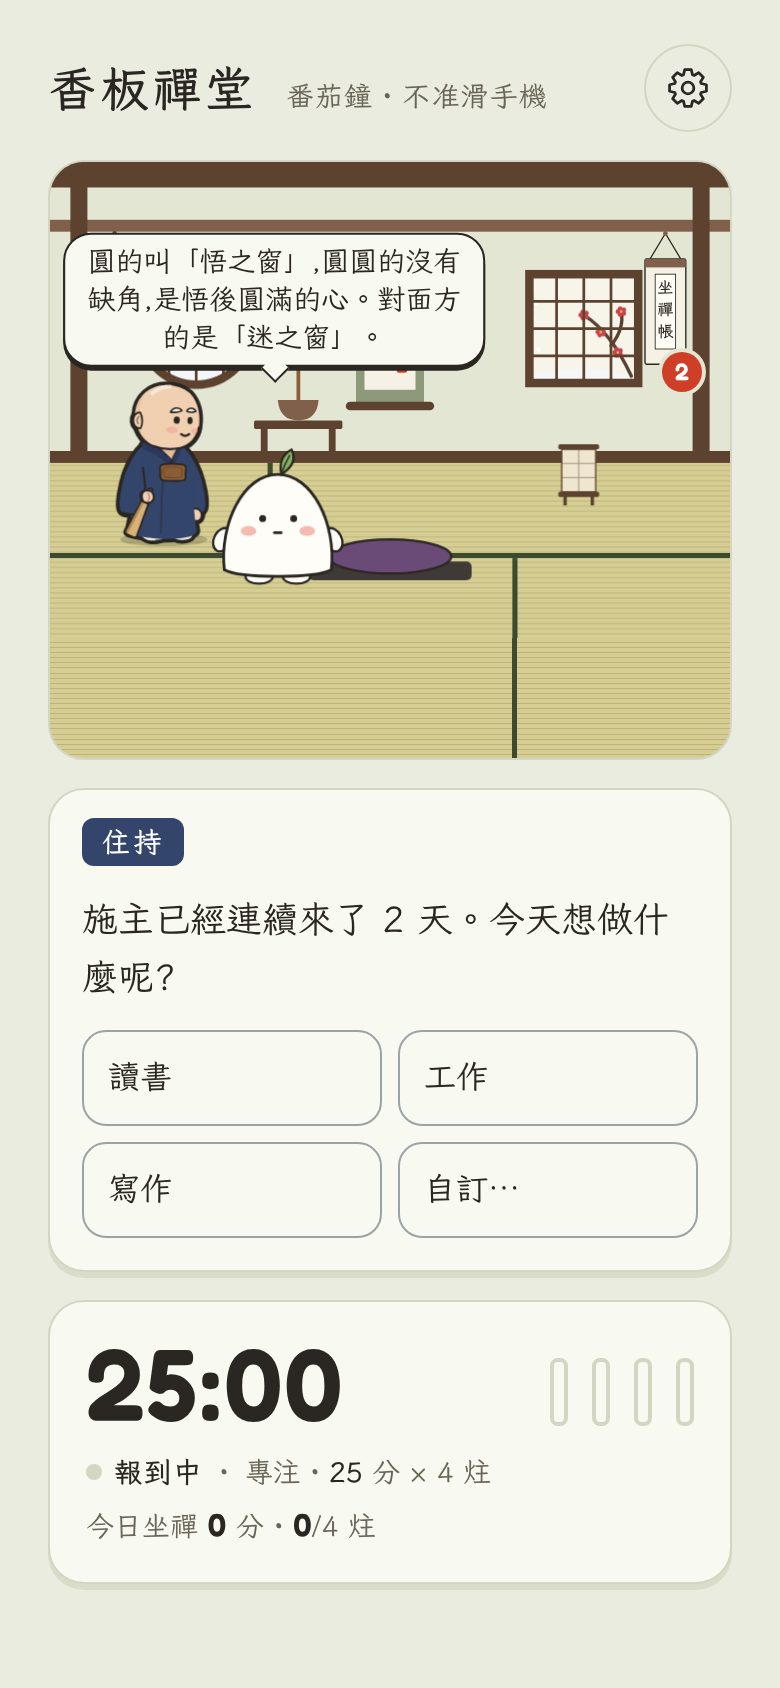 香板禪堂 番茄鐘・不准滑手機
圓的叫「悟之窗」,圓圓的沒有
缺角,是悟後圓滿的心。對面方
的是「迷之窗」。
坐禪帳
2
住持
施主已經連續來了 2 天。今天想做什
麼呢?
讀書
工作
寫作
自訂⋯
25:00
報到中 ・ 專注・25 分 × 4 炷
今日坐禪 0 分・0/4 炷